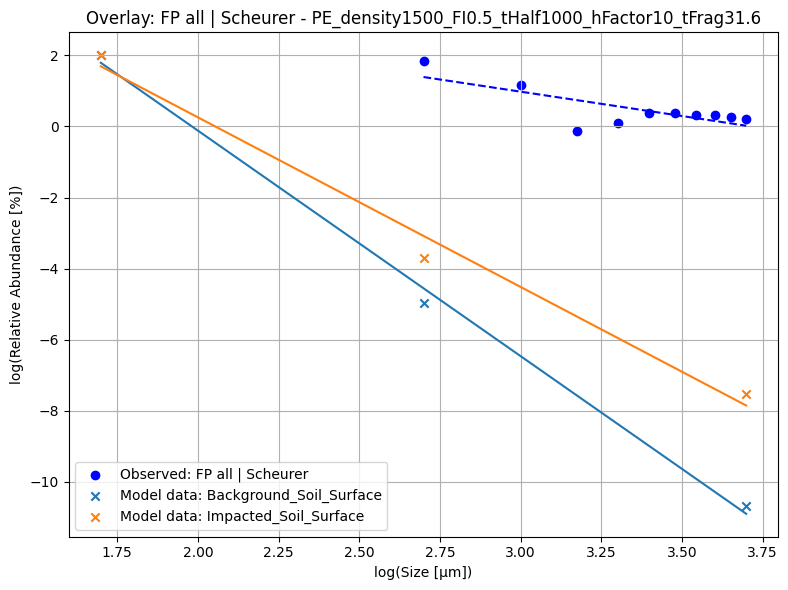 Overlay: FP all | Scheurer - PE_density1500_FI0.5_tHalf1000_hFactor10_tFrag31.6
log(Relative Abundance [%])
2
0
−2
−4
−6
−8
−10
Observed: FP all | Scheurer
Model data: Background_Soil_Surface
Model data: Impacted_Soil_Surface
1.75
2.00
2.25
2.50
2.75
3.00
3.25
3.50
3.75
log(Size [µm])